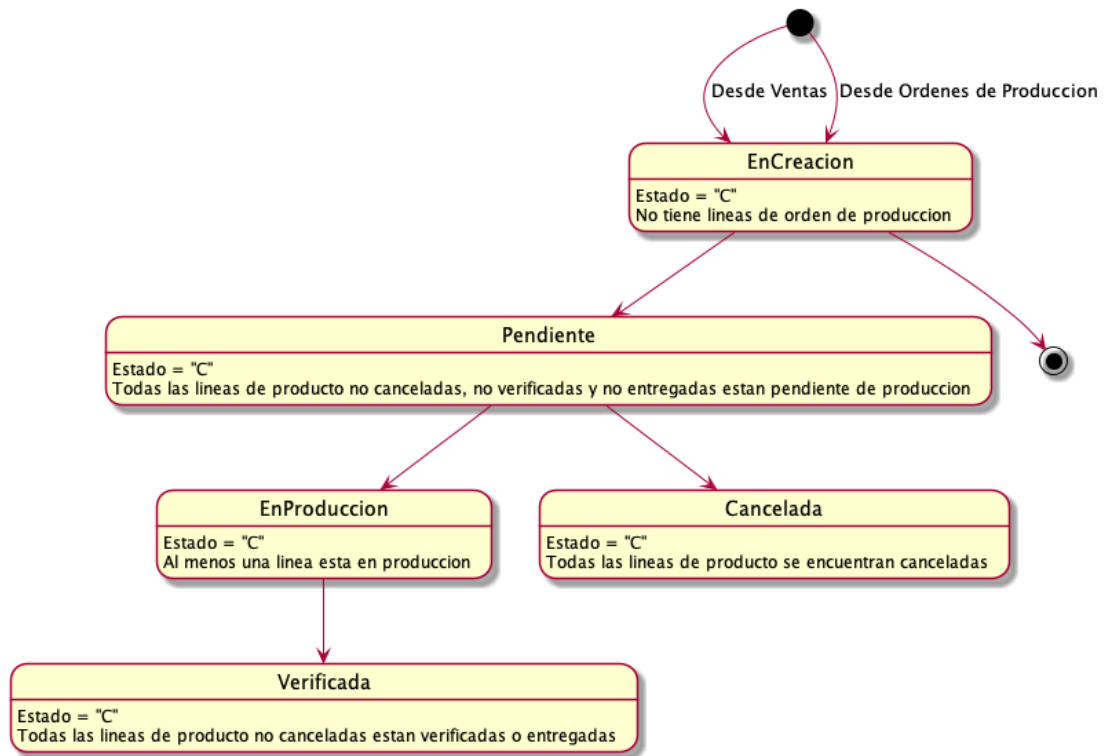 Desde Ventas
Desde Ordenes de Produccion
EnCreacion
Estado = "C"
No tiene lineas de orden de produccion
Pendiente
Estado = "C"
Todas las lineas de producto no canceladas, no verificadas y no entregadas estan pendiente de produccion
EnProduccion
Estado = "C"
Al menos una linea esta en produccion
Cancelada
Estado = "C"
Todas las lineas de producto se encuentran canceladas
Verificada
Estado = "C"
Todas las lineas de producto no canceladas estan verificadas o entregadas